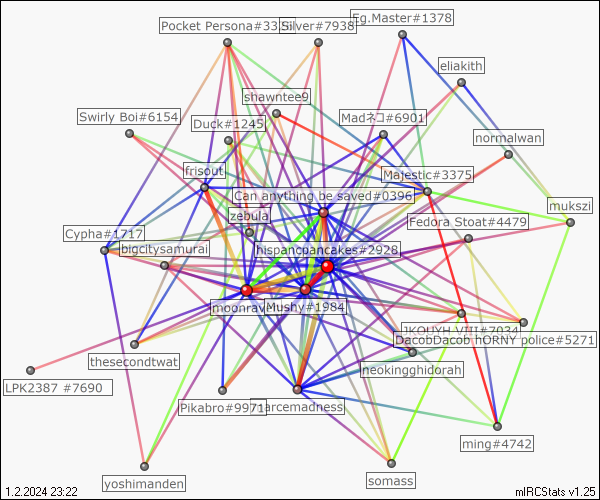 Pocket Persona#3325
Silver#7938
Eg.Master#1378
eliakith
shawntee9
Swirly Boi#6154
Duck#1245
Madネコ#6901
normalwan
frisout
Majestic#3375
Can anything be saved#0396
mukszi
zebula
Fedora Stoat#4479
Cypha#1717
bigcitysamurai
hispanicpancakes#2928
moonrav
Mushy#1984
JKOUYH VIII#7034
DacobDacob hORNY police#5271
thesecondtwat
neokingghidorah
LPK2387 #7690
Pikabro#9971
marcemadness
ming#4742
yoshimanden
somass
1.2.2024 23:22
mIRCStats v1.25